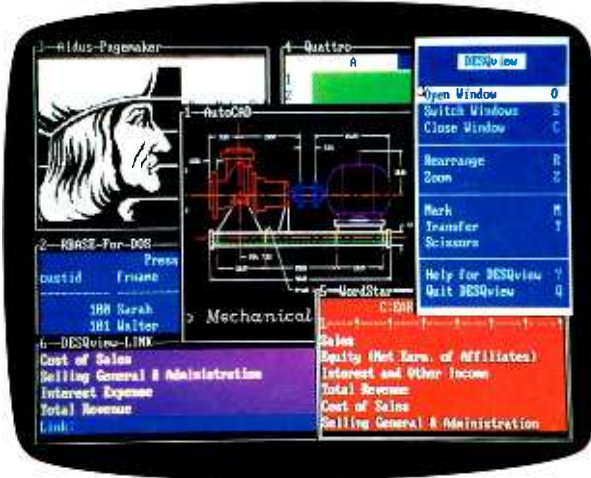 3-Aldus-Pagemaker
4-Quattro
A
1
2
1-AutoCAD
Mechanical
2-RBASE-For-DOS
Press
custid frname
100 Sarah
101 Walter
6-DESQview-LINK
Cost of Sales
Selling General & Administration
Interest Expense
Total Revenue
Link:
5-WordStar
Sales
Equity (Net Earn. of Affiliates)
Interest and Other Income
Total Revenue
Cost of Sales
Selling General & Administration
DESQview
Open Window O
Switch Windows S
Close Window C
Rearrange R
Zoom Z
Mark M
Transfer T
Scissors
Help for DESQview ?
Quit DESQview Q